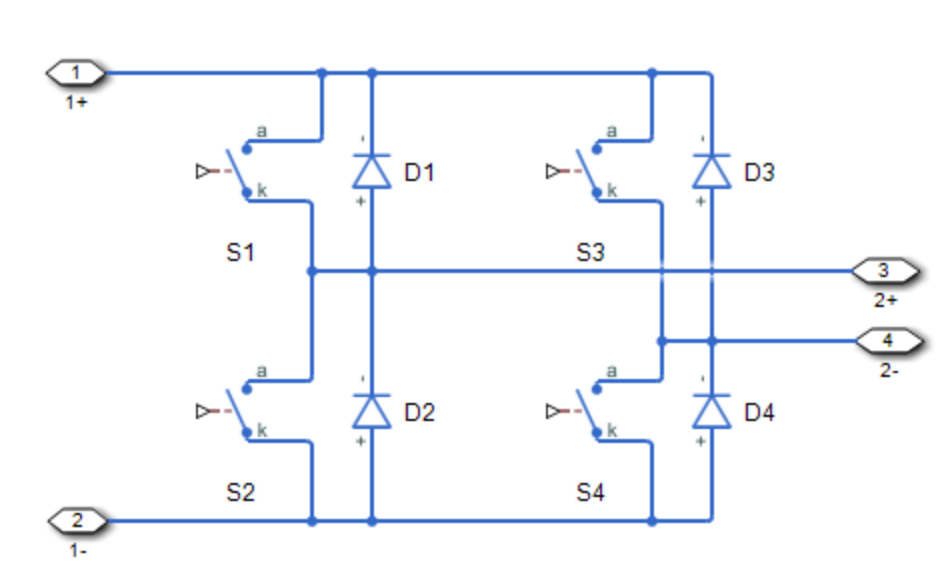 1
1+
a
k
S1
'
D1
+
a
k
S3
'
D3
+
3
2+
4
2-
a
k
S2
'
D2
+
a
k
S4
'
D4
+
2
1-